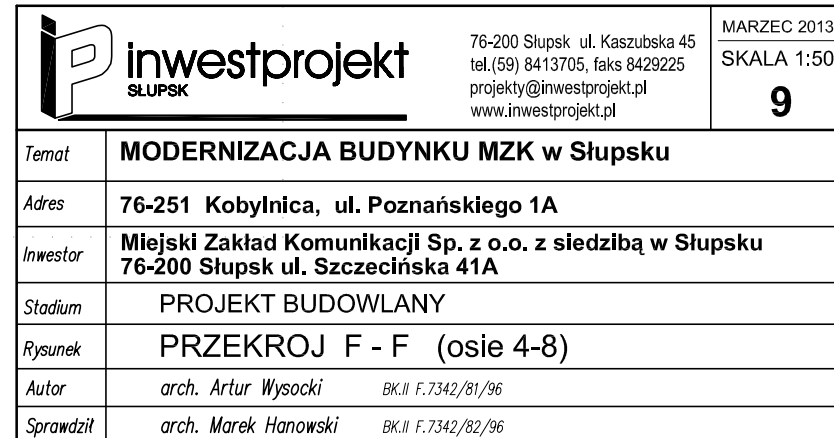 inwestprojekt
SŁUPSK
76-200 Słupsk ul. Kaszubska 45
tel.(59) 8413705, faks 8429225
projekty@inwestprojekt.pl
www.inwestprojekt.pl
MARZEC 2013
SKALA 1:50
9
Temat MODERNIZACJA BUDYNKU MZK w Słupsku
Adres 76-251 Kobylnica, ul. Poznańskiego 1A
Inwestor Miejski Zakład Komunikacji Sp. z o.o. z siedzibą w Słupsku
76-200 Słupsk ul. Szczecińska 41A
Stadium PROJEKT BUDOWLANY
Rysunek PRZEKROJ F - F (osie 4-8)
Autor arch. Artur Wysocki BK.II F.7342/81/96
Sprawdził arch. Marek Hanowski BK.II F.7342/82/96